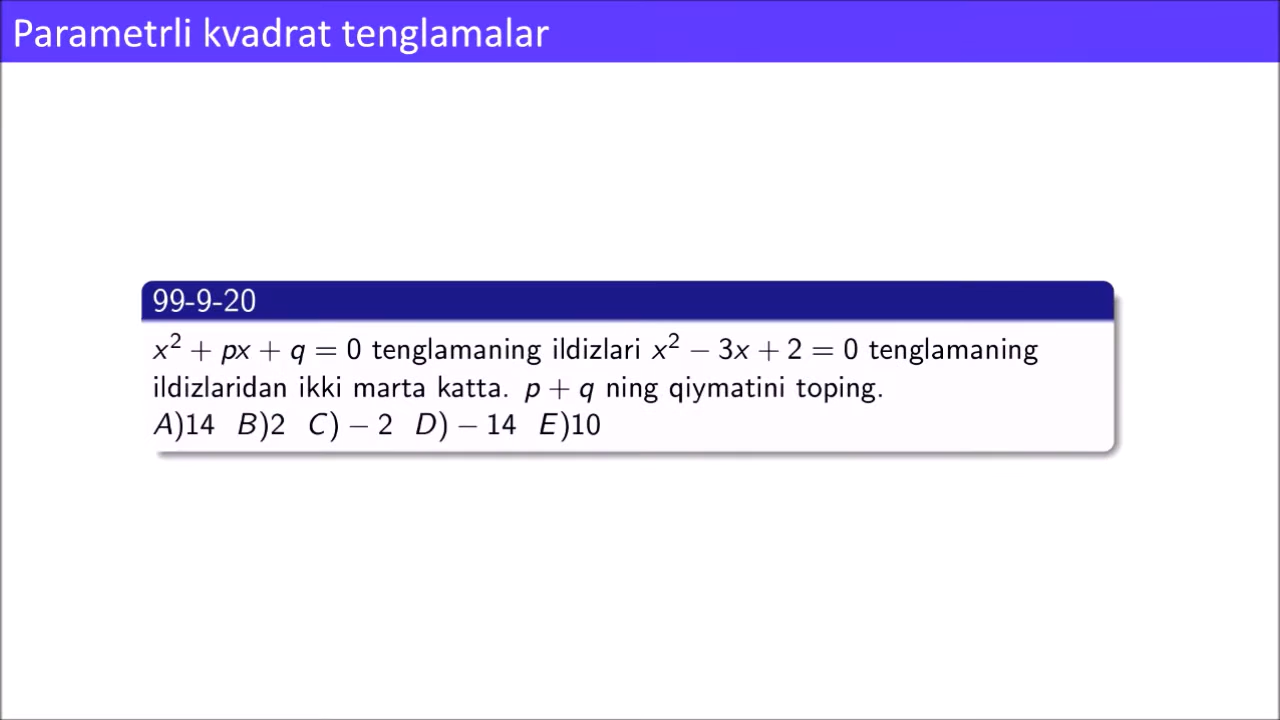 Parametrli kvadrat tenglamalar
99-9-20
x² + px + q = 0 tenglamaning ildizlari x² − 3x + 2 = 0 tenglamaning
ildizlaridan ikki marta katta. p + q ning qiymatini toping.
A)14 B)2 C) − 2 D) − 14 E)10